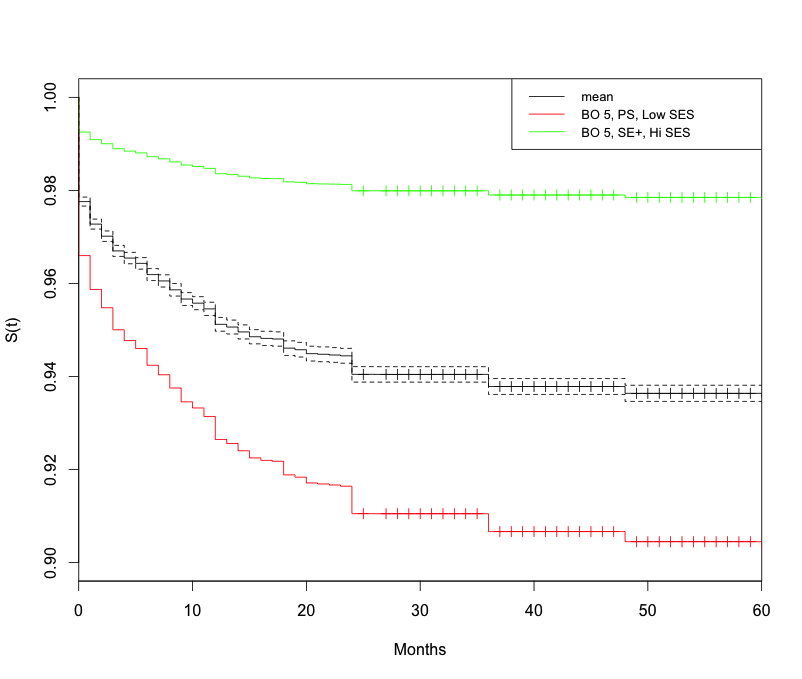 mean
BO 5, PS, Low SES
BO 5, SE+, Hi SES
S(t)
1.00
0.98
0.96
0.94
0.92
0.90
0 10 20 30 40 50 60
Months